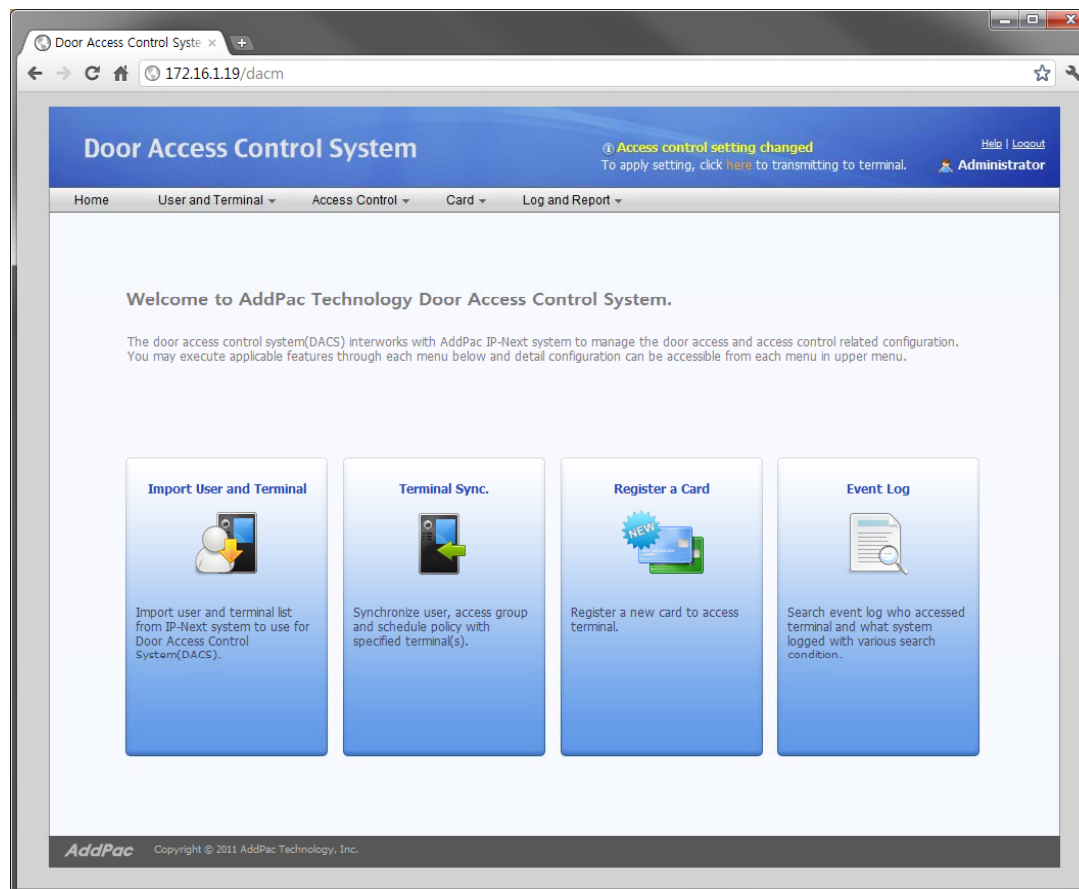 Door Access Control Syste
172.16.1.19/dacm
Door Access Control System
Access control setting changed
To apply setting, click here to transmitting to terminal.
Help | Logout
Administrator
Home User and Terminal Access Control Card Log and Report
Welcome to AddPac Technology Door Access Control System.
The door access control system(DACS) interworks with AddPac IP-Next system to manage the door access and access control related configuration.
You may execute applicable features through each menu below and detail configuration can be accessible from each menu in upper menu.
Import User and Terminal
Import user and terminal list
from IP-Next system to use for
Door Access Control
System(DACS).
Terminal Sync.
Synchronize user, access group
and schedule policy with
specified terminal(s).
Register a Card
NEW
Register a new card to access
terminal.
Event Log
Search event log who accessed
terminal and what system
logged with various search
condition.
AddPac Copyright © 2011 AddPac Technology, Inc.